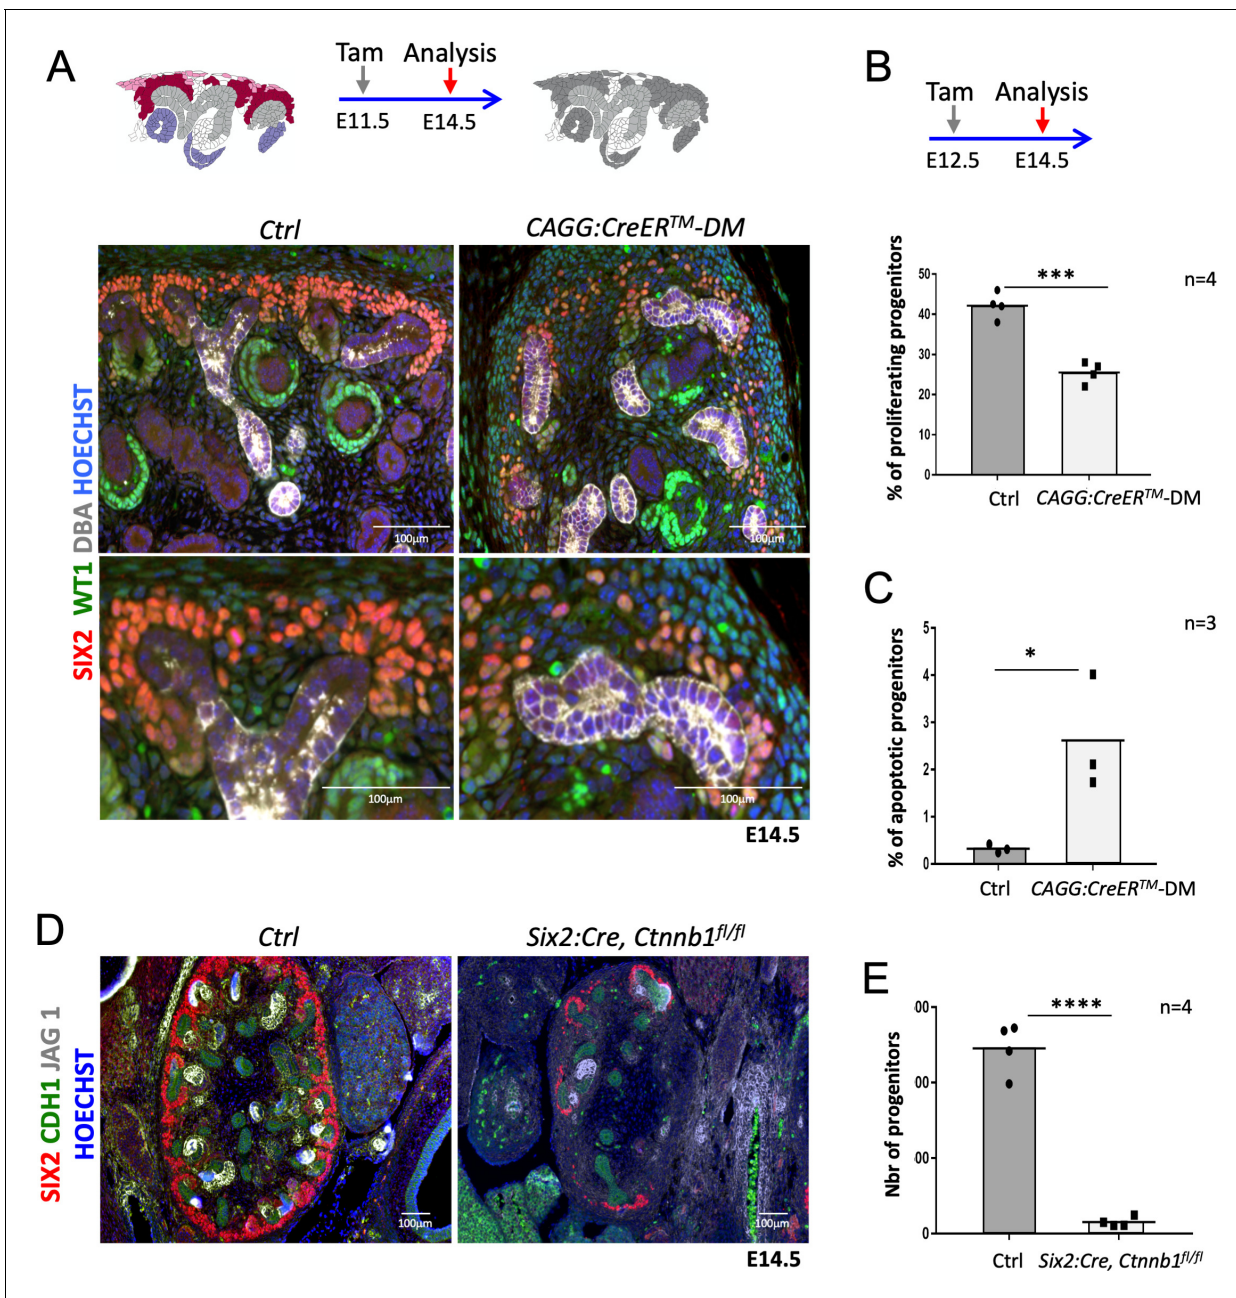 A
Tam Analysis
E11.5 E14.5
B
Tam Analysis
E12.5 E14.5
Ctrl
CAGG:CreERTM-DM
SIX2 WT1 DBA HOECHST
100µm
100µm
100µm
100µm
E14.5
% of proliferating progenitors
50
40
30
20
10
0
***
n=4
Ctrl
CAGG:CreERTM-DM
C
% of apoptotic progenitors
5
4
3
2
1
0
*
n=3
Ctrl
CAGG:CreERTM-DM
D
Ctrl
Six2:Cre, Ctnnb1fl/fl
SIX2 CDH1 JAG 1
HOECHST
100µm
100µm
E14.5
E
Nbr of progenitors
00
00
00
0
****
n=4
Ctrl
Six2:Cre, Ctnnb1fl/fl